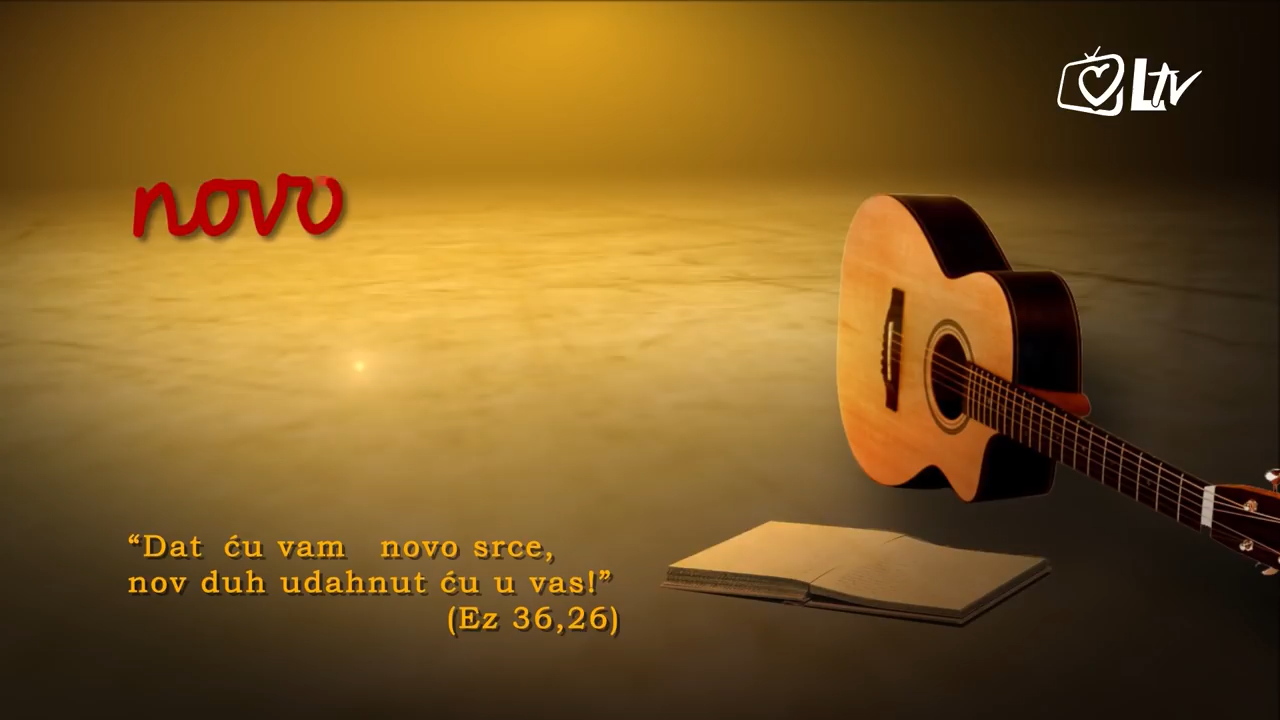 LTV
novo
“Dat ću vam novo srce,
nov duh udahnut ću u vas!”
(Ez 36,26)